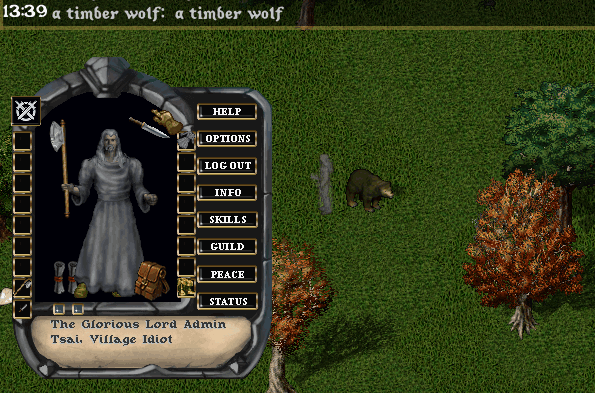 13:39 a timber wolf: a timber wolf
HELP
OPTIONS
LOG OUT
INFO
SKILLS
GUILD
PEACE
STATUS
The Glorious Lord Admin
Tsai, Village Idiot